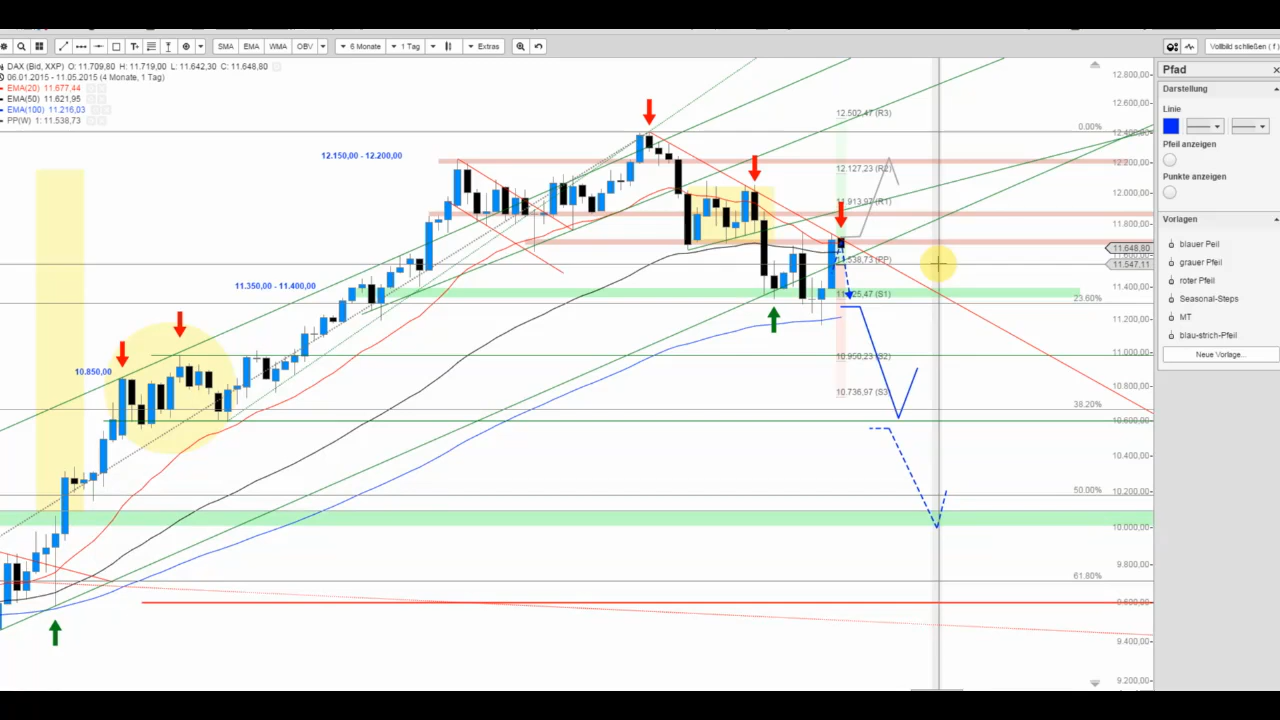 SMA EMA WMA OBV 6 Monate 1 Tag Extras Vollbild schließen ( f )
DAX (Bid, XXP) O: 11.709,80 H: 11.719,00 L: 11.642,30 C: 11.648,80
06.01.2015 - 11.05.2015 (4 Monate, 1 Tag)
EMA(20) 11.677,44
EMA(50) 11.621,95
EMA(100) 11.216,03
PP(W) 1: 11.538,73
12.150,00 - 12.200,00
11.350,00 - 11.400,00
10.850,00
12.502,47 (R3)
12.127,23 (R2)
11.913,97 (R1)
11.538,73 (PP)
(S1)
10.950,23 (S2)
10.736,97 (S3)
0.00%
23.60%
38.20%
50.00%
61.80%
12.800,00
12.600,00
12.400,00
12.200,00
12.000,00
11.800,00
11.648,80
11.600,00
11.547,11
11.400,00
11.200,00
11.000,00
10.800,00
10.600,00
10.400,00
10.200,00
10.000,00
9.800,00
9.600,00
9.400,00
9.200,00
Pfad
Darstellung
Linie
Pfeil anzeigen
Punkte anzeigen
Vorlagen
blauer Peil
grauer Pfeil
roter Pfeil
Seasonal-Steps
MT
blau-strich-Pfeil
Neue Vorlage...